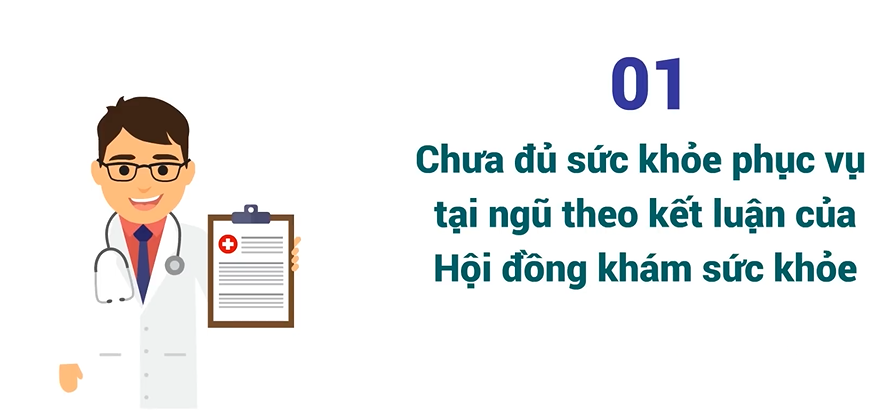 01
Chưa đủ sức khỏe phục vụ
tại ngũ theo kết luận của
Hội đồng khám sức khỏe